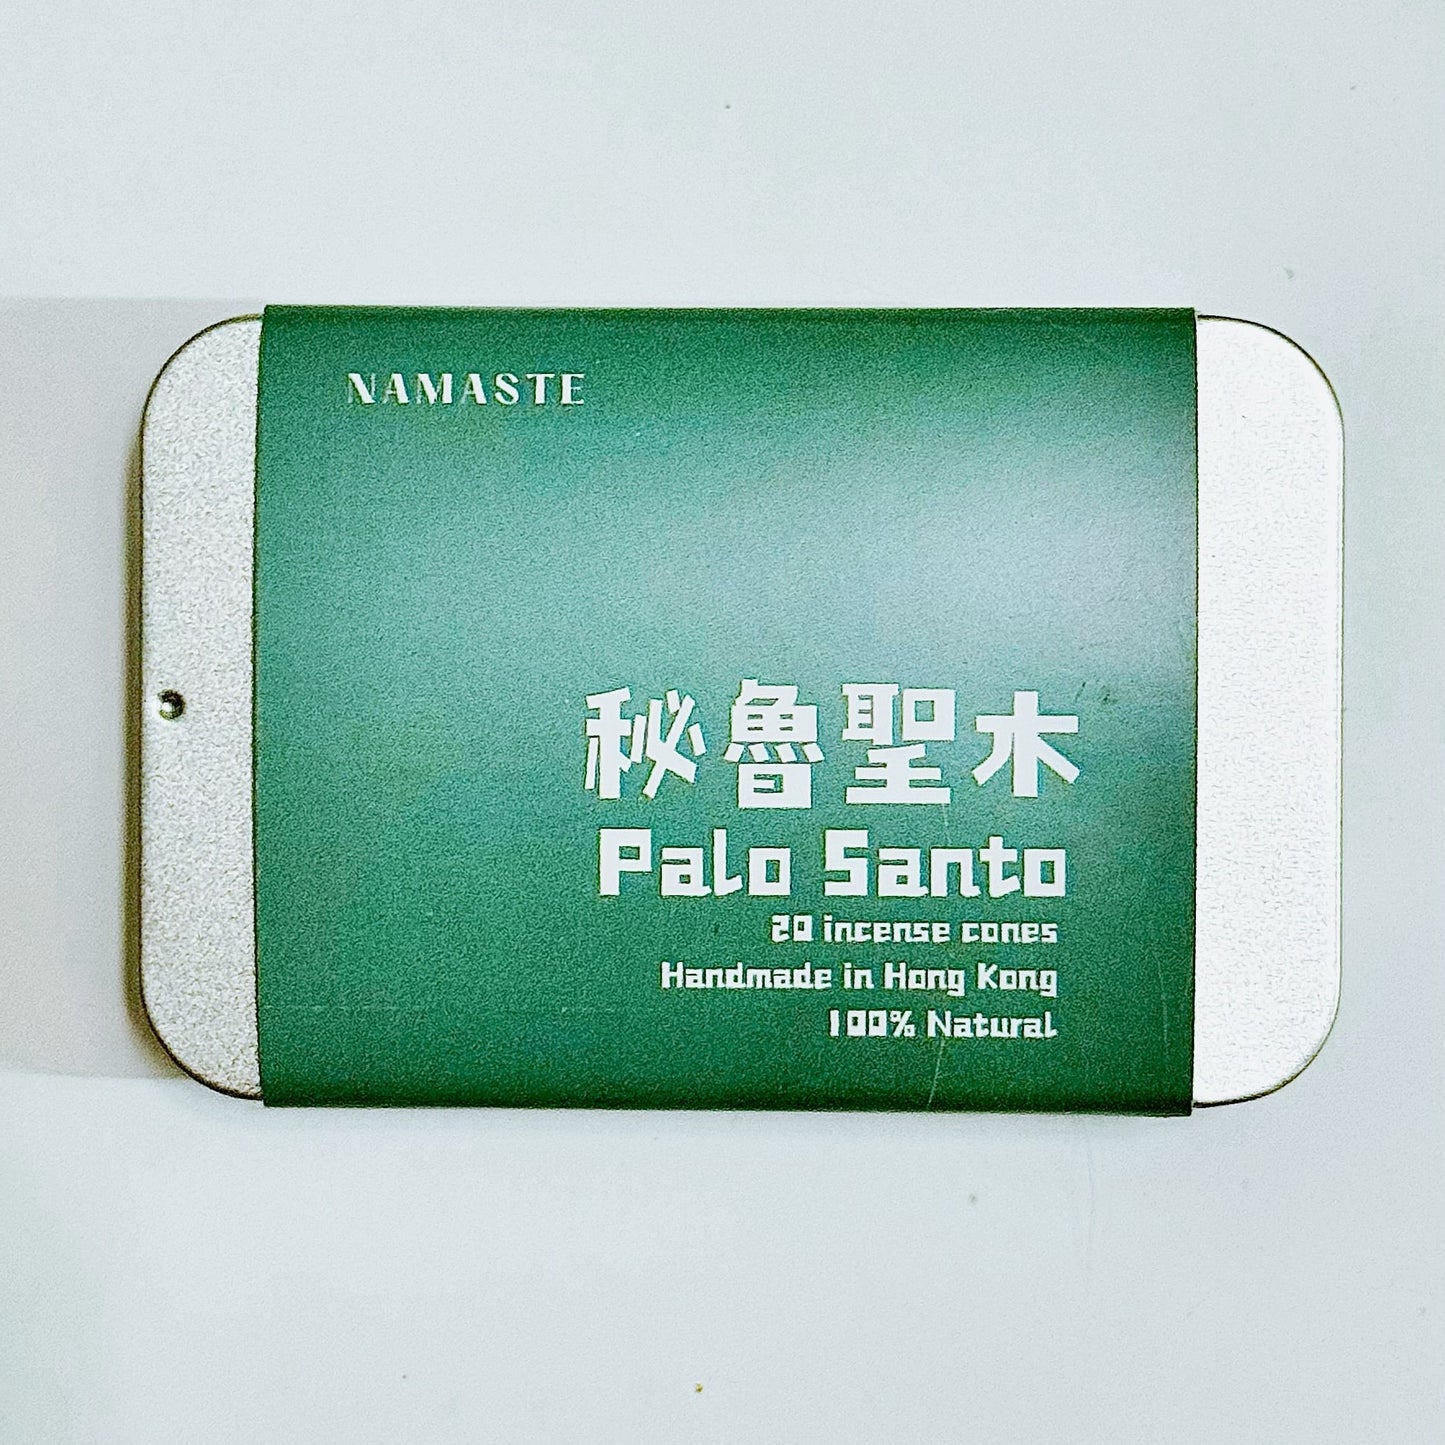 NAMASTE
秘魯聖木
Palo Santo
20 incense cones
Handmade in Hong Kong
100% Natural